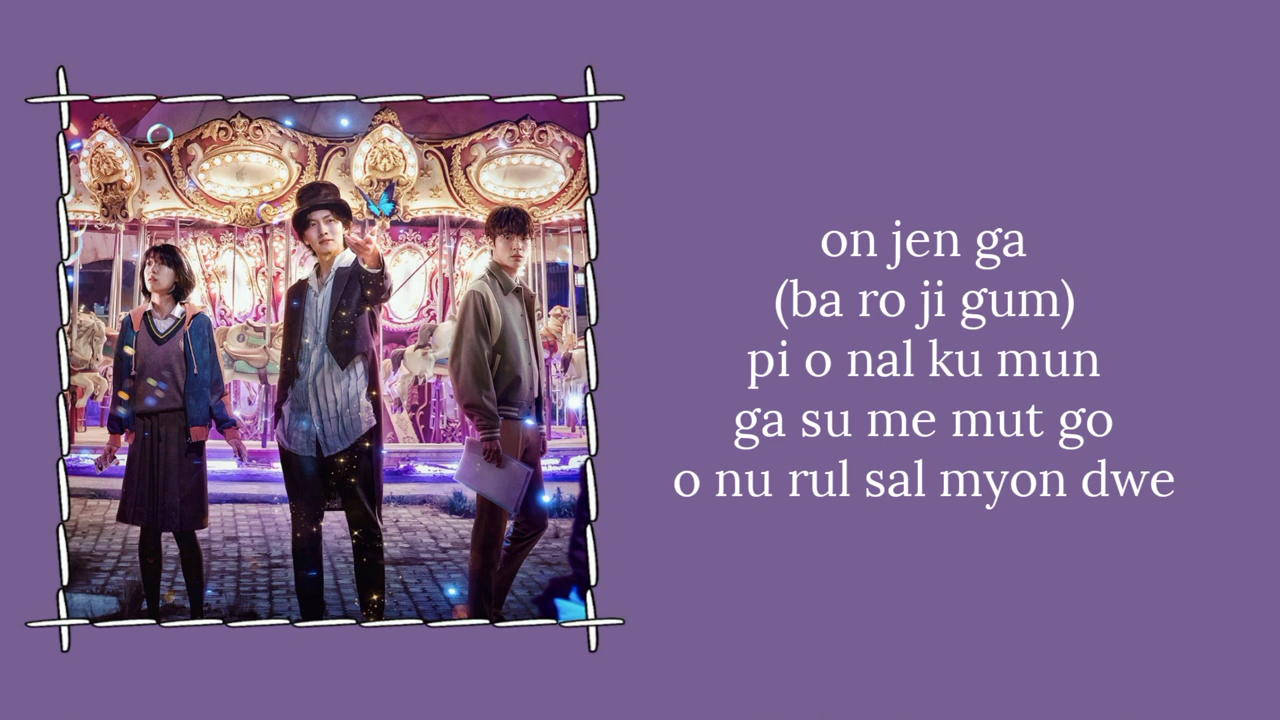 on jen ga
(ba ro ji gum)
pi o nal ku mun
ga su me mut go
o nu rul sal myon dwe